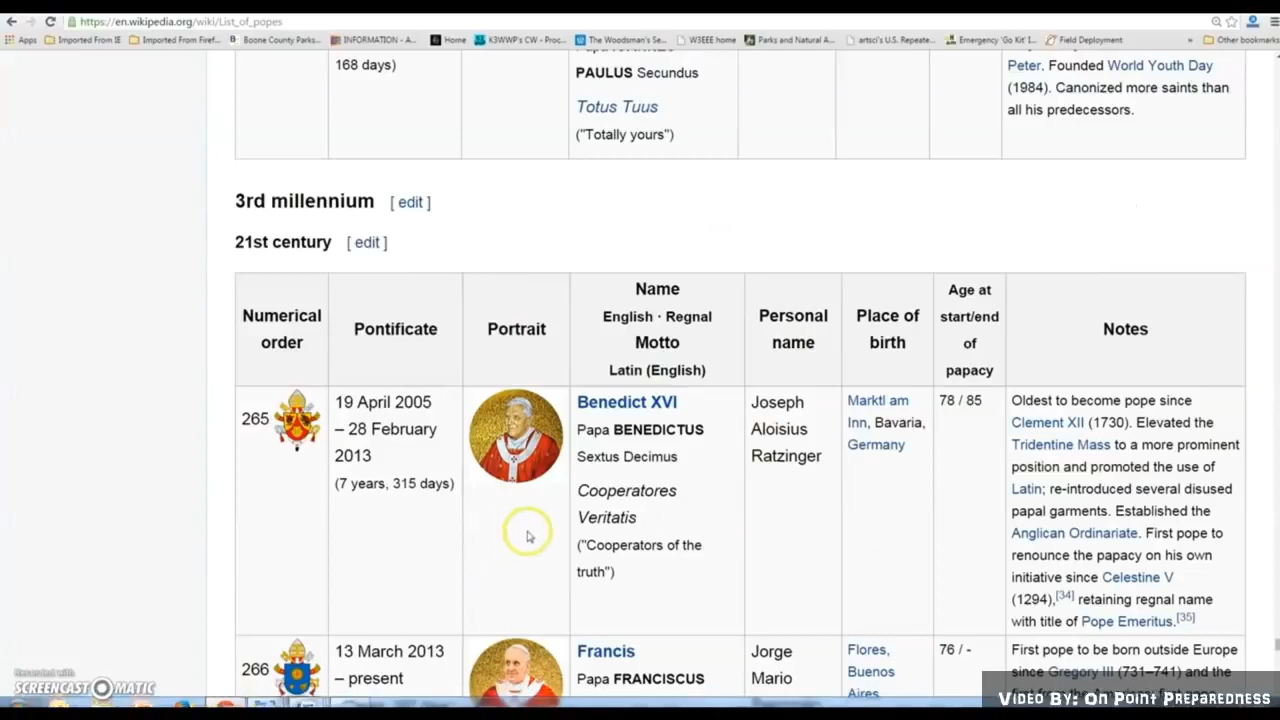 https://en.wikipedia.org/wiki/List_of_popes
Apps Imported From IE Imported From Firef... Boone County Parks... INFORMATION - A... Home K3WWP's CW - Proc... The Woodsman's Se... W3EEE home Parks and Natural A... artsci's U.S. Repeate... Emergency 'Go Kit' I... Field Deployment » Other bookmarks
168 days)
PAULUS Secundus
Totus Tuus
("Totally yours")
Peter. Founded World Youth Day
(1984). Canonized more saints than
all his predecessors.
3rd millennium [ edit ]
21st century [ edit ]
Numerical
order
Pontificate
Portrait
Name
English · Regnal
Motto
Latin (English)
Personal
name
Place of
birth
Age at
start/end
of
papacy
Notes
265
19 April 2005
– 28 February
2013
(7 years, 315 days)
Benedict XVI
Papa BENEDICTUS
Sextus Decimus
Cooperatores
Veritatis
("Cooperators of the
truth")
Joseph
Aloisius
Ratzinger
Marktl am
Inn, Bavaria,
Germany
78 / 85
Oldest to become pope since
Clement XII (1730). Elevated the
Tridentine Mass to a more prominent
position and promoted the use of
Latin; re-introduced several disused
papal garments. Established the
Anglican Ordinariate. First pope to
renounce the papacy on his own
initiative since Celestine V
(1294),[34] retaining regnal name
with title of Pope Emeritus.[35]
266
13 March 2013
– present
Francis
Papa FRANCISCUS
Jorge
Mario
Flores,
Buenos
Aires
76 / -
First pope to be born outside Europe
since Gregory III (731–741) and the
Recorded with
SCREENCAST-O-MATIC
Video By: On Point Preparedness